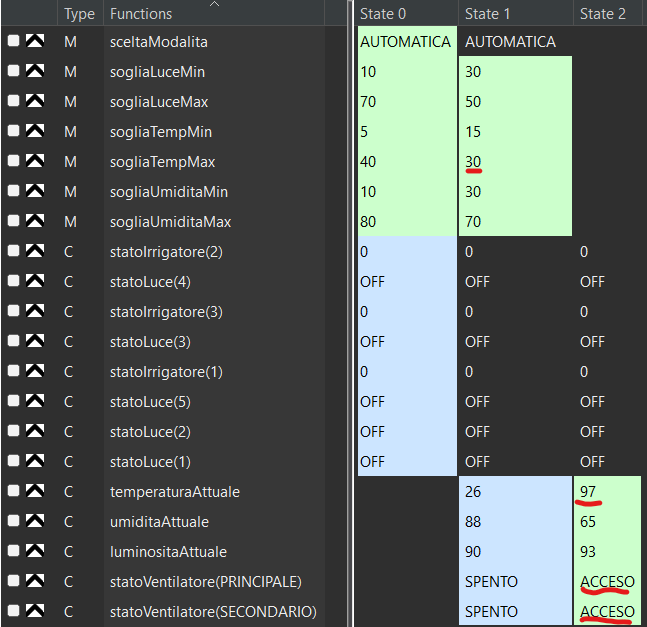 Type Functions State 0 State 1 State 2
M sceltaModalita AUTOMATICA AUTOMATICA
M sogliaLuceMin 10 30
M sogliaLuceMax 70 50
M sogliaTempMin 5 15
M sogliaTempMax 40 30
M sogliaUmiditaMin 10 30
M sogliaUmiditaMax 80 70
C statoIrrigatore(2) 0 0 0
C statoLuce(4) OFF OFF OFF
C statoIrrigatore(3) 0 0 0
C statoLuce(3) OFF OFF OFF
C statoIrrigatore(1) 0 0 0
C statoLuce(5) OFF OFF OFF
C statoLuce(2) OFF OFF OFF
C statoLuce(1) OFF OFF OFF
C temperaturaAttuale 26 97
C umiditaAttuale 88 65
C luminositaAttuale 90 93
C statoVentilatore(PRINCIPALE) SPENTO ACCESO
C statoVentilatore(SECONDARIO) SPENTO ACCESO